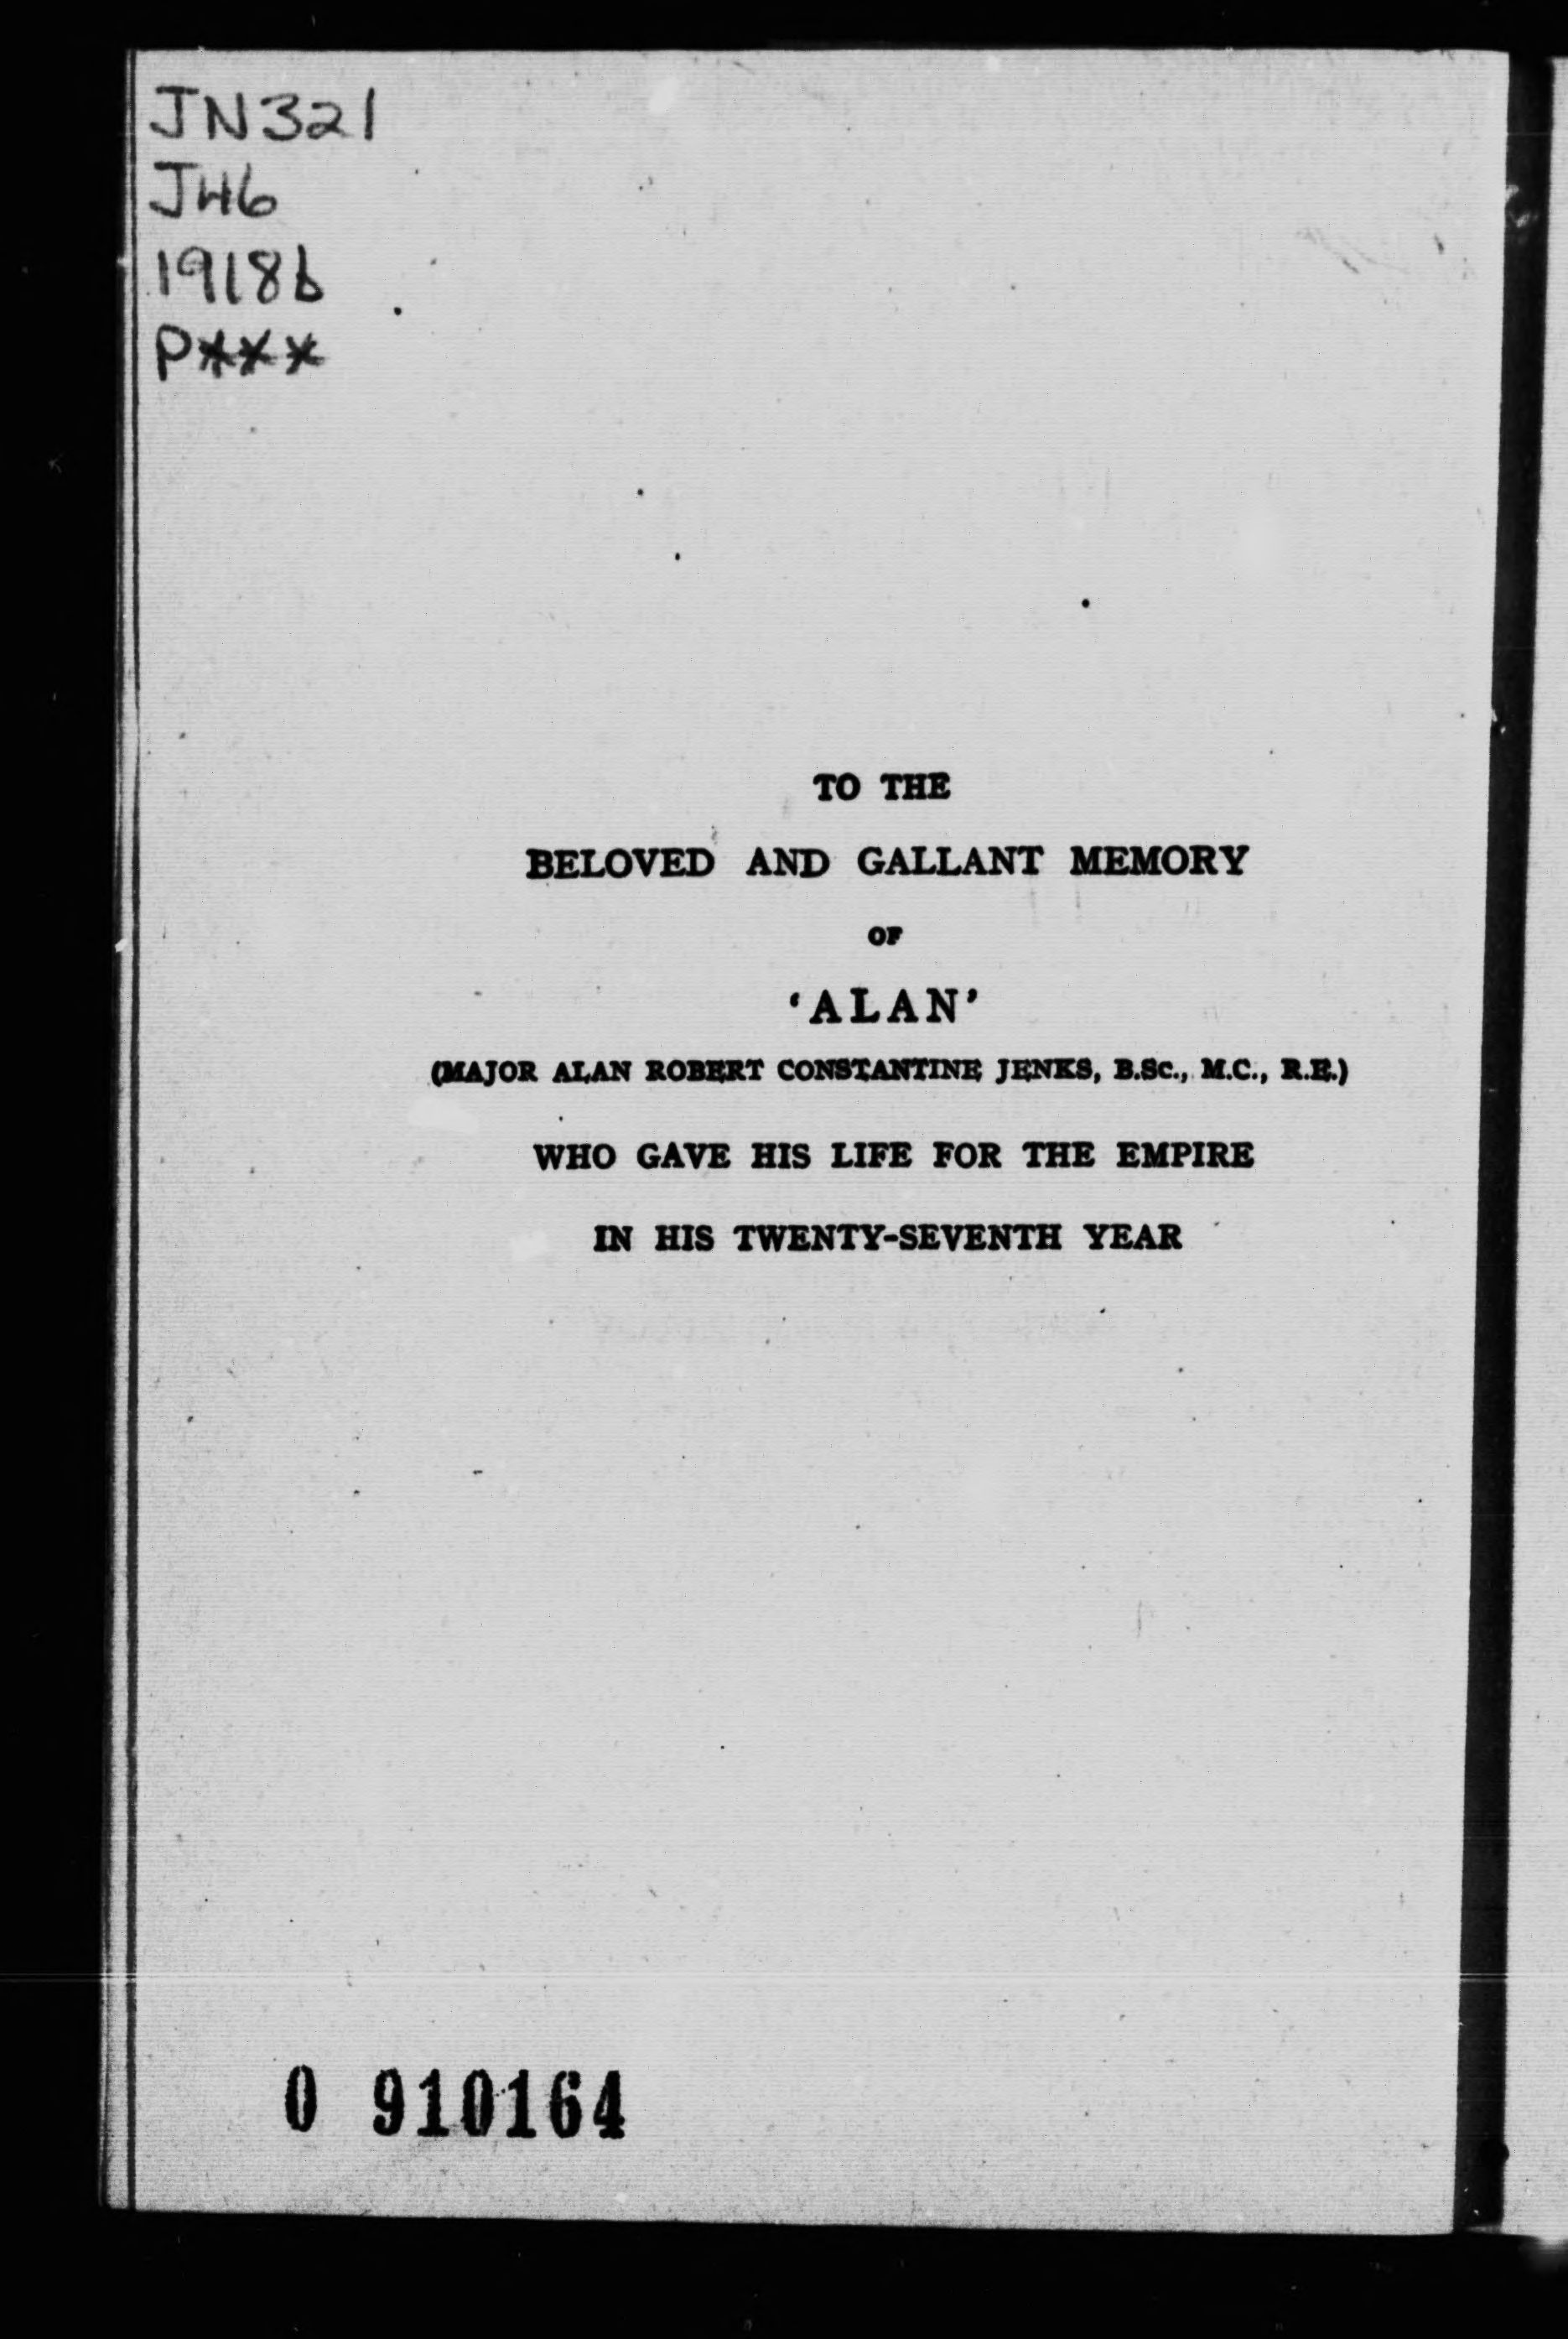 JN321
J46
1918b
P***
TO THE
BELOVED AND GALLANT MEMORY
OF
‘ALAN’
(MAJOR ALAN ROBERT CONSTANTINE JENKS, B.Sc., M.C., R.E.)
WHO GAVE HIS LIFE FOR THE EMPIRE
IN HIS TWENTY-SEVENTH YEAR
0 910164